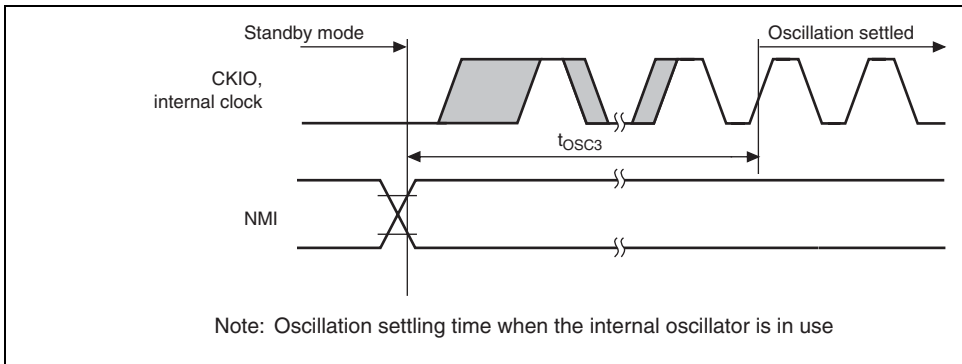 Standby mode
Oscillation settled
CKIO,
internal clock
tOSC3
NMI
Note: Oscillation settling time when the internal oscillator is in use